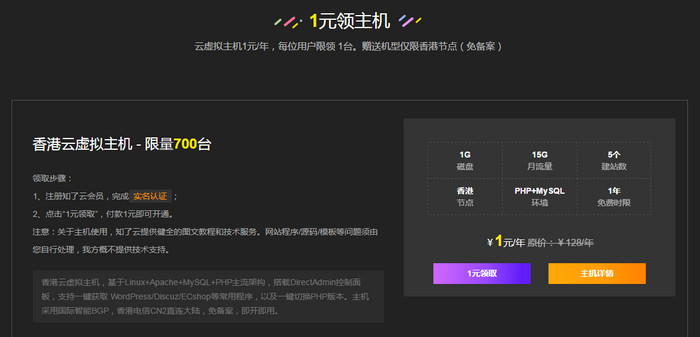 1元领主机
云虚拟主机1元/年，每位用户限领 1台。赠送机型仅限香港节点（免备案）
香港云虚拟主机 - 限量700台
领取步骤：
1、注册知了云会员，完成 实名认证 ；
2、点击"1元领取"，付款1元即可开通。
注意：关于主机使用，知了云提供健全的图文教程和技术服务。网站程序/源码/模板等问题须由
您自行处理，我方概不提供技术支持。
香港云虚拟主机，基于Linux+Apache+MySQL+PHP主流架构，搭载DirectAdmin控制面
板，支持一键获取 WordPress/Discuz/ECshop等常用程序，以及一键切换PHP版本。主机
采用国际智能BGP，香港电信CN2直连大陆，免备案，即开即用。
1G 15G 5个
磁盘 月流量 建站数
香港 PHP+MySQL 1年
节点 环境 免费时限
¥ 1元/年 原价：¥128/年
1元领取 主机详情